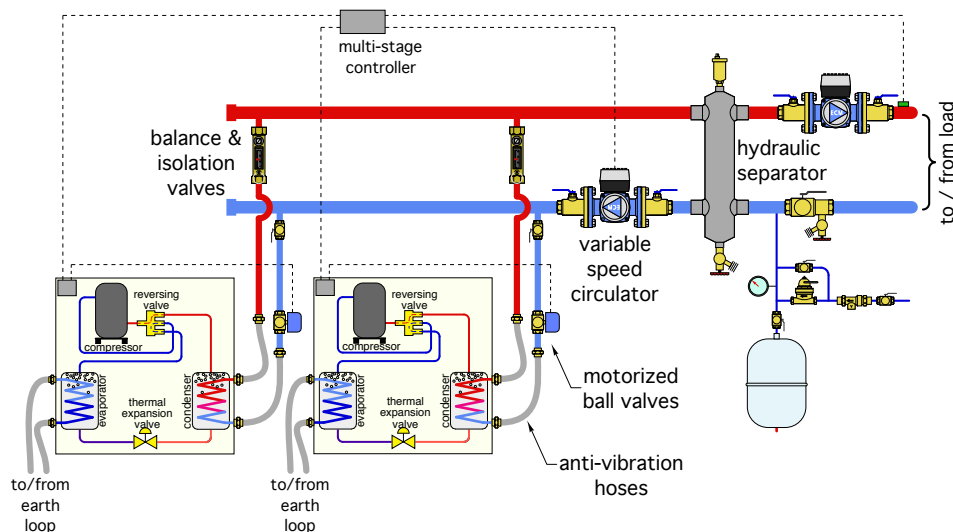 multi-stage
controller
balance &
isolation
valves
hydraulic
separator
to / from load
variable
speed
circulator
ECM
ECM
reversing
valve
compressor
evaporator
condenser
thermal
expansion
valve
to/from
earth
loop
reversing
valve
compressor
evaporator
condenser
thermal
expansion
valve
to/from
earth
loop
motorized
ball valves
anti-vibration
hoses